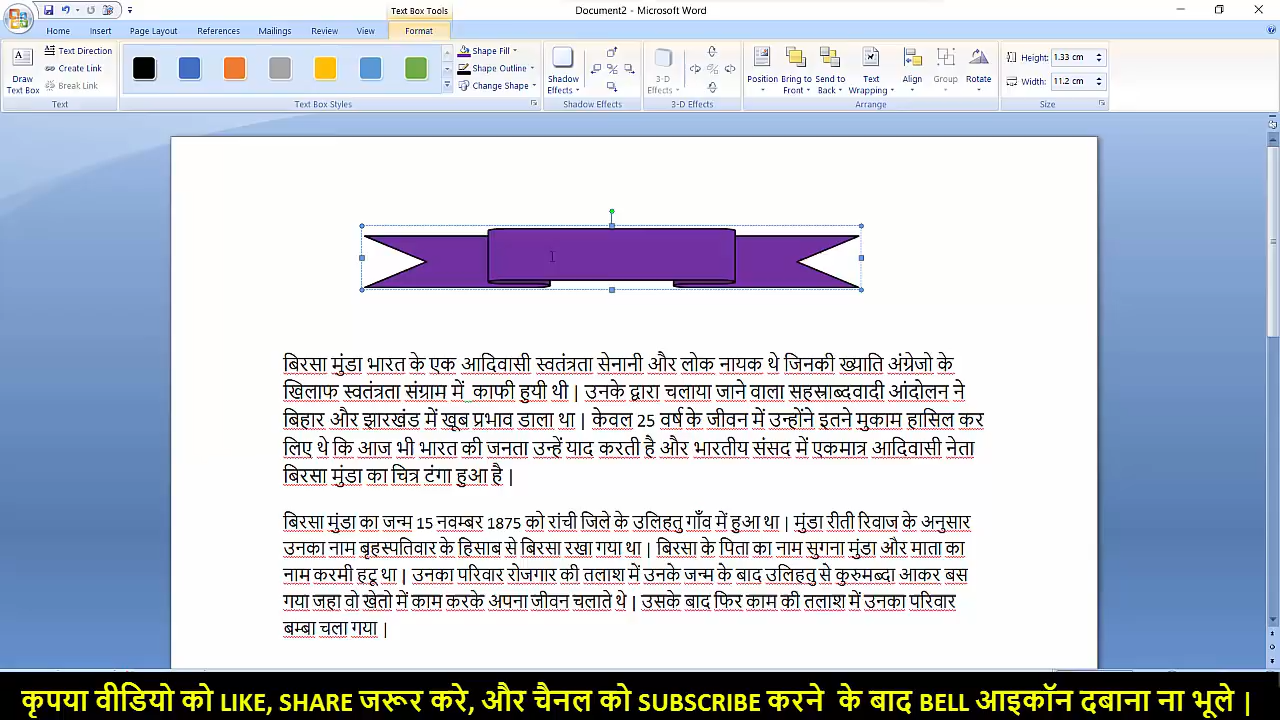 Text Box Tools
Document2 - Microsoft Word
Home Insert Page Layout References Mailings Review View Format
Draw Text Box
Text Direction
Create Link
Break Link
Shape Fill
Shape Outline
Change Shape
Shadow Effects
3-D Effects
Position
Bring to Front
Send to Back
Text Wrapping
Align
Group
Rotate
Height: 1.33 cm
Width: 11.2 cm
Text Text Box Styles Shadow Effects 3-D Effects Arrange Size
बिरसा मुंडा भारत के एक आदिवासी स्वतंत्रता सेनानी और लोक नायक थे जिनकी ख्याति अंग्रेजो के
खिलाफ स्वतंत्रता संग्राम में काफी हुयी थी | उनके द्वारा चलाया जाने वाला सहस्राब्दवादी आंदोलन ने
बिहार और झारखंड में खूब प्रभाव डाला था | केवल 25 वर्ष के जीवन में उन्होंने इतने मुकाम हासिल कर
लिए थे कि आज भी भारत की जनता उन्हें याद करती है और भारतीय संसद में एकमात्र आदिवासी नेता
बिरसा मुंडा का चित्र टंगा हुआ है |
बिरसा मुंडा का जन्म 15 नवम्बर 1875 को रांची जिले के उलिहतु गाँव में हुआ था | मुंडा रीती रिवाज के अनुसार
उनका नाम बृहस्पतिवार के हिसाब से बिरसा रखा गया था | बिरसा के पिता का नाम सुगना मुंडा और माता का
नाम करमी हटू था | उनका परिवार रोजगार की तलाश में उनके जन्म के बाद उलिहतु से कुरुमब्दा आकर बस
गया जहा वो खेतो में काम करके अपना जीवन चलाते थे | उसके बाद फिर काम की तलाश में उनका परिवार
बम्बा चला गया |
कृपया वीडियो को LIKE, SHARE जरूर करे, और चैनल को SUBSCRIBE करने के बाद BELL आइकॉन दबाना ना भूले |